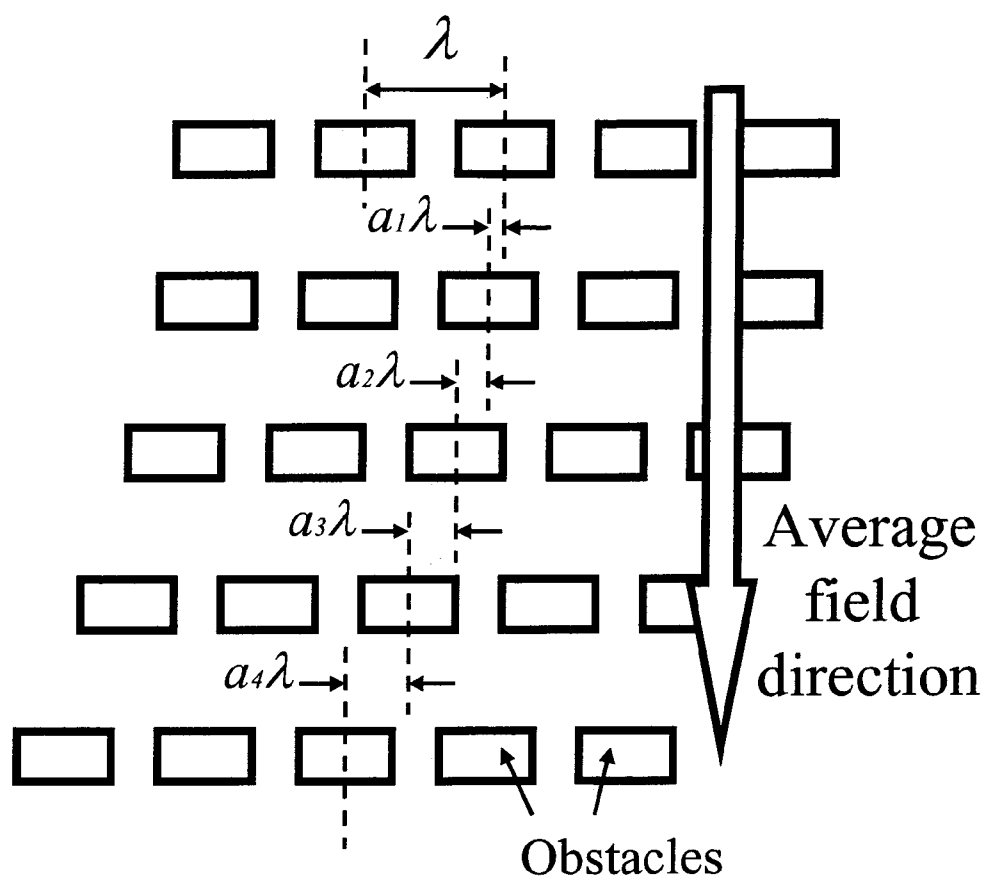 λ
a₁λ
a₂λ
a₃λ
Average
field
direction
a₄λ
Obstacles